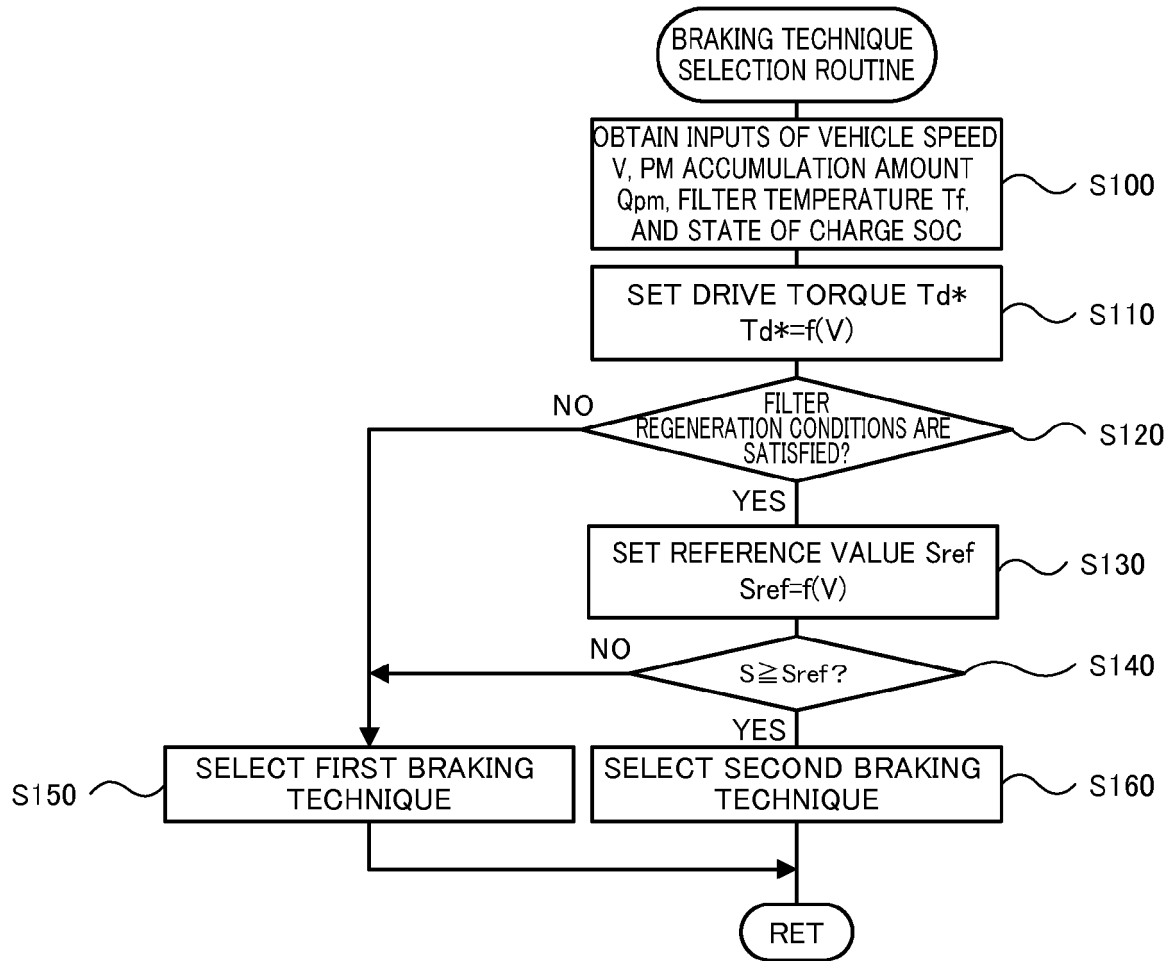 BRAKING TECHNIQUE
SELECTION ROUTINE
OBTAIN INPUTS OF VEHICLE SPEED
V, PM ACCUMULATION AMOUNT
Qpm, FILTER TEMPERATURE Tf,
AND STATE OF CHARGE SOC
S100
SET DRIVE TORQUE Td*
Td*=f(V)
S110
FILTER
REGENERATION CONDITIONS ARE
SATISFIED?
NO
S120
YES
SET REFERENCE VALUE Sref
Sref=f(V)
S130
NO
S≧Sref?
S140
YES
SELECT FIRST BRAKING
TECHNIQUE
S150
SELECT SECOND BRAKING
TECHNIQUE
S160
RET